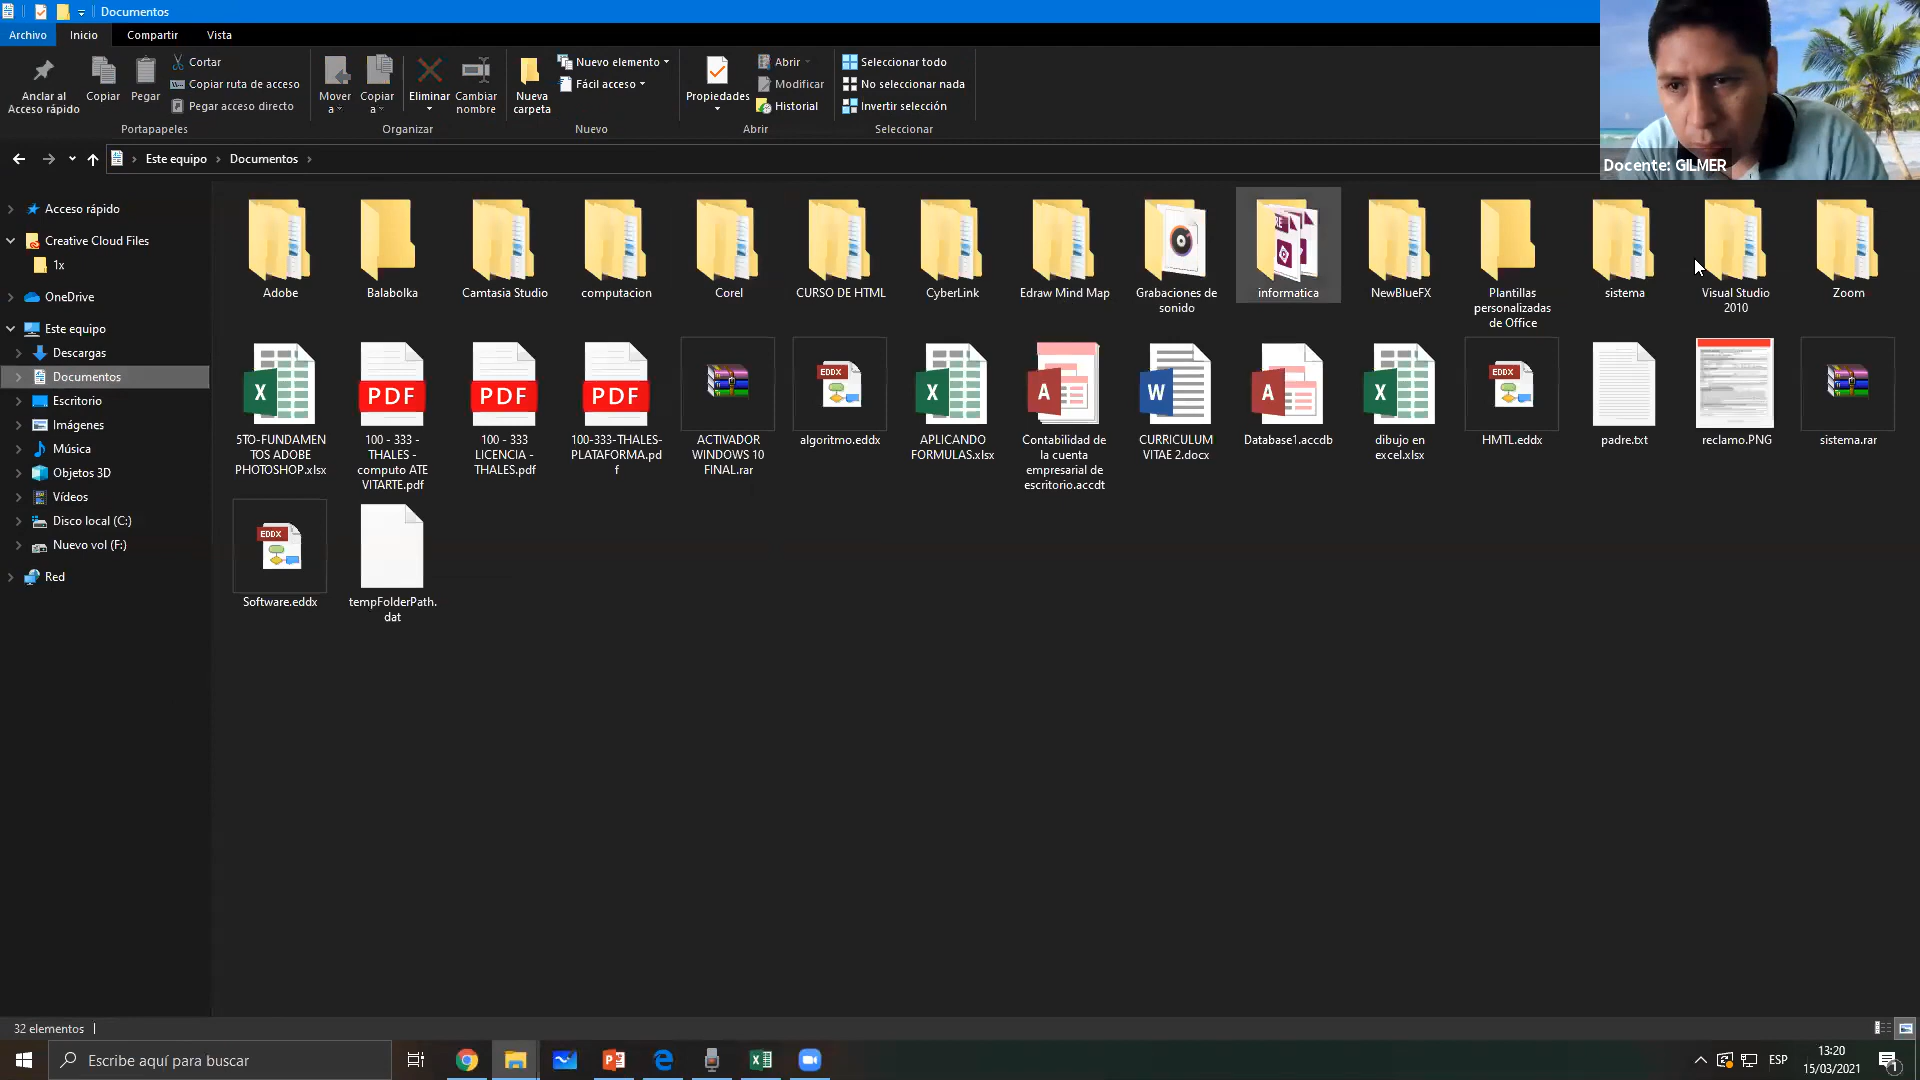 Documentos
Archivo
Inicio
Compartir
Vista
Anclar al
Acceso rápido
Copiar
Pegar
Cortar
Copiar ruta de acceso
Pegar acceso directo
Portapapeles
Mover
a
Copiar
a
Eliminar
Cambiar
nombre
Organizar
Nueva
carpeta
Nuevo elemento
Fácil acceso
Nuevo
Propiedades
Abrir
Modificar
Historial
Abrir
Seleccionar todo
No seleccionar nada
Invertir selección
Seleccionar
Docente: GILMER
Este equipo
Documentos
Acceso rápido
Creative Cloud Files
1x
OneDrive
Este equipo
Descargas
Documentos
Escritorio
Imágenes
Música
Objetos 3D
Vídeos
Disco local (C:)
Nuevo vol (F:)
Red
Adobe
Balabolka
Camtasia Studio
computacion
Corel
CURSO DE HTML
CyberLink
Edraw Mind Map
Grabaciones de
sonido
informatica
NewBlueFX
Plantillas
personalizadas
de Office
sistema
Visual Studio
2010
Zoom
X
PDF
PDF
PDF
EDDX
X
A
W
A
X
EDDX
5TO-FUNDAMEN
TOS ADOBE
PHOTOSHOP.xlsx
100 - 333 -
THALES -
computo ATE
VITARTE.pdf
100 - 333
LICENCIA -
THALES.pdf
100-333-THALES-
PLATAFORMA.pd
f
ACTIVADOR
WINDOWS 10
FINAL.rar
algoritmo.eddx
APLICANDO
FORMULAS.xlsx
Contabilidad de
la cuenta
empresarial de
escritorio.accdt
CURRICULUM
VITAE 2.docx
Database1.accdb
dibujo en
excel.xlsx
HMTL.eddx
padre.txt
reclamo.PNG
sistema.rar
EDDX
Software.eddx
tempFolderPath.
dat
32 elementos
Escribe aquí para buscar
ESP
13:20
15/03/2021
1